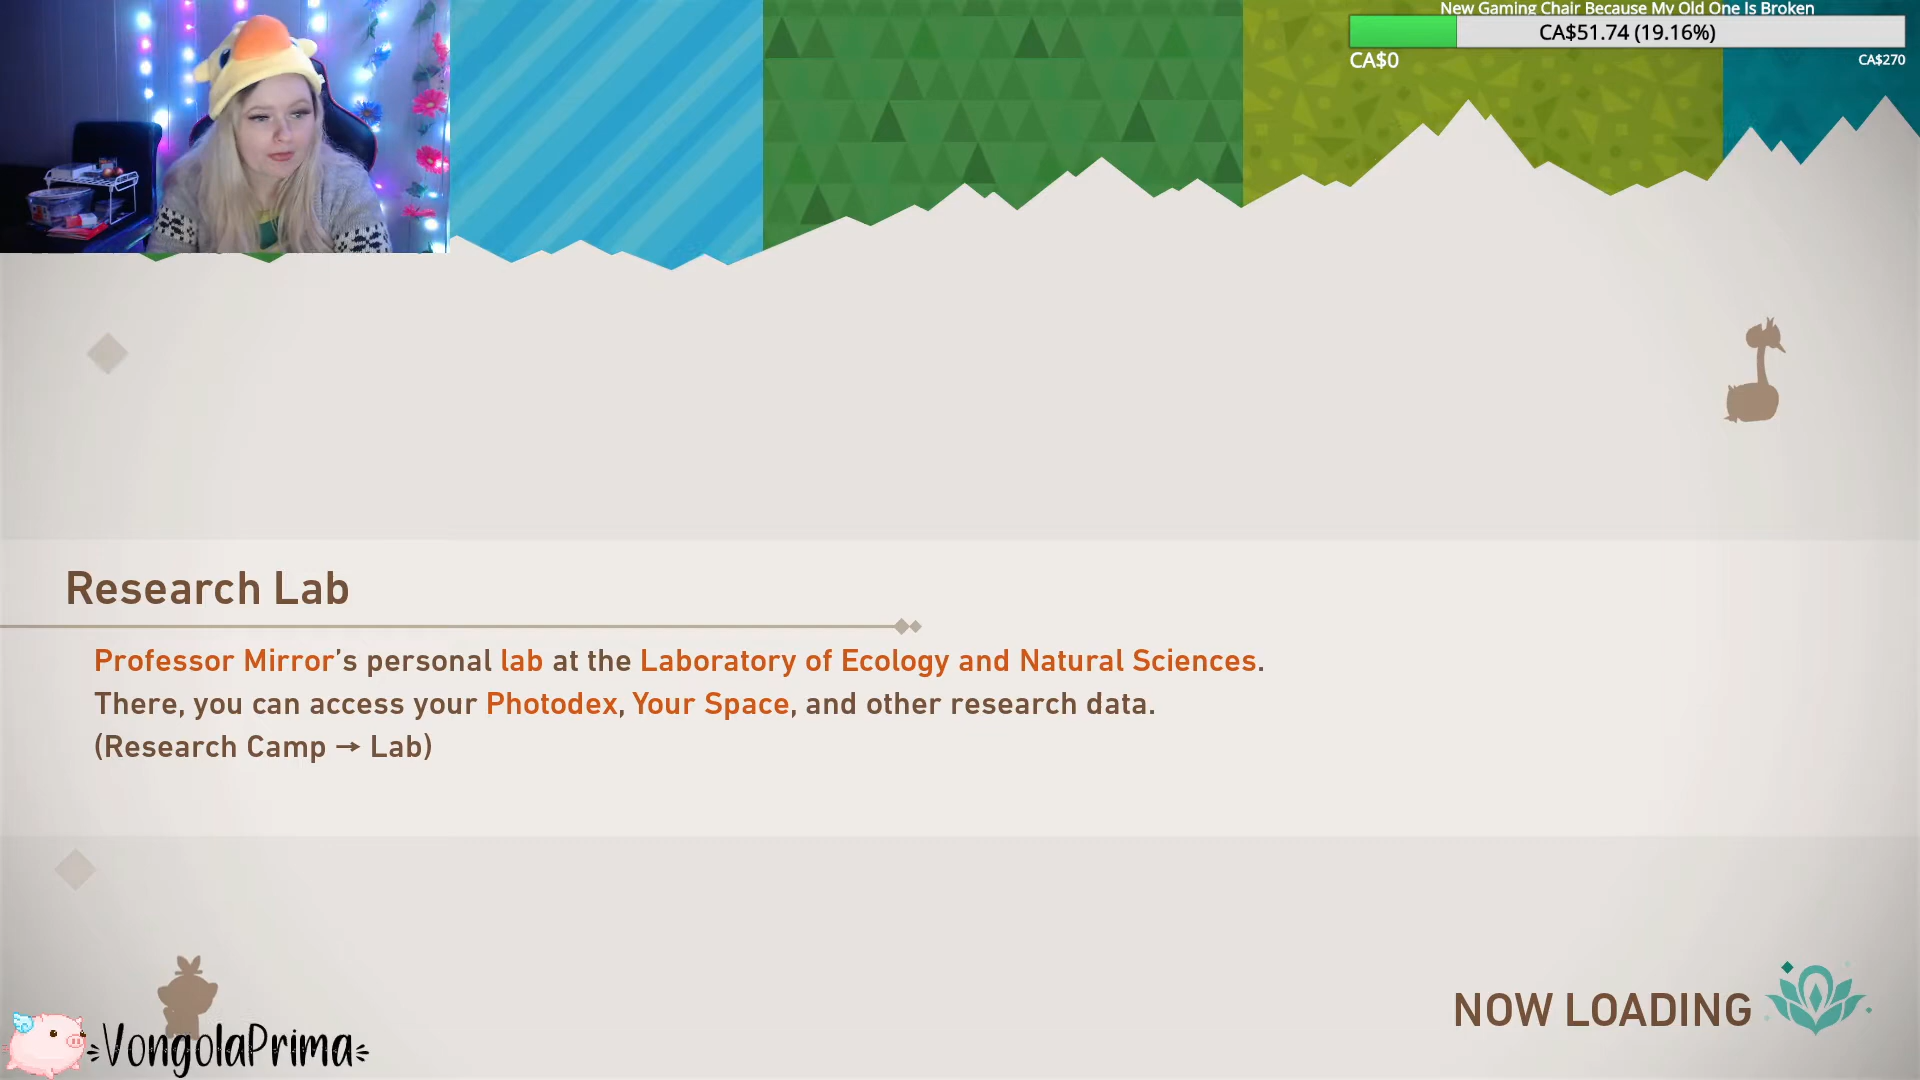 New Gaming Chair Because My Old One Is Broken
CA$51.74 (19.16%)
CA$0
CA$270
Research Lab
Professor Mirror's personal lab at the Laboratory of Ecology and Natural Sciences.
There, you can access your Photodex, Your Space, and other research data.
(Research Camp → Lab)
NOW LOADING
VongolaPrima